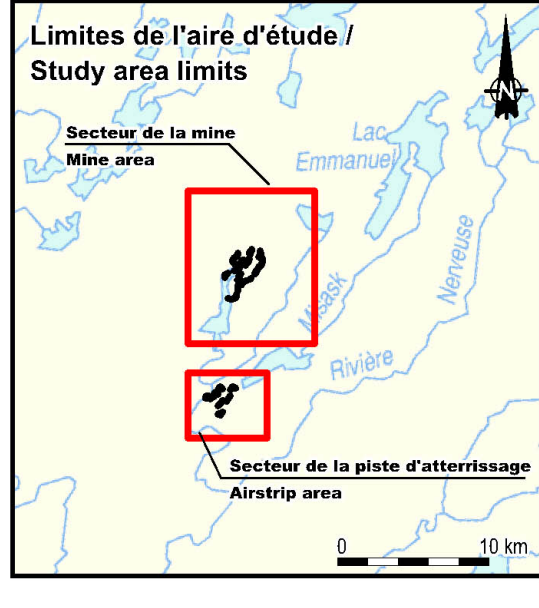 Limites de l'aire d'étude /
Study area limits
N
Secteur de la mine
Mine area
Lac
Emmanuel
Nerveuse
Misask
Rivière
Secteur de la piste d'atterrissage
Airstrip area
0 10 km